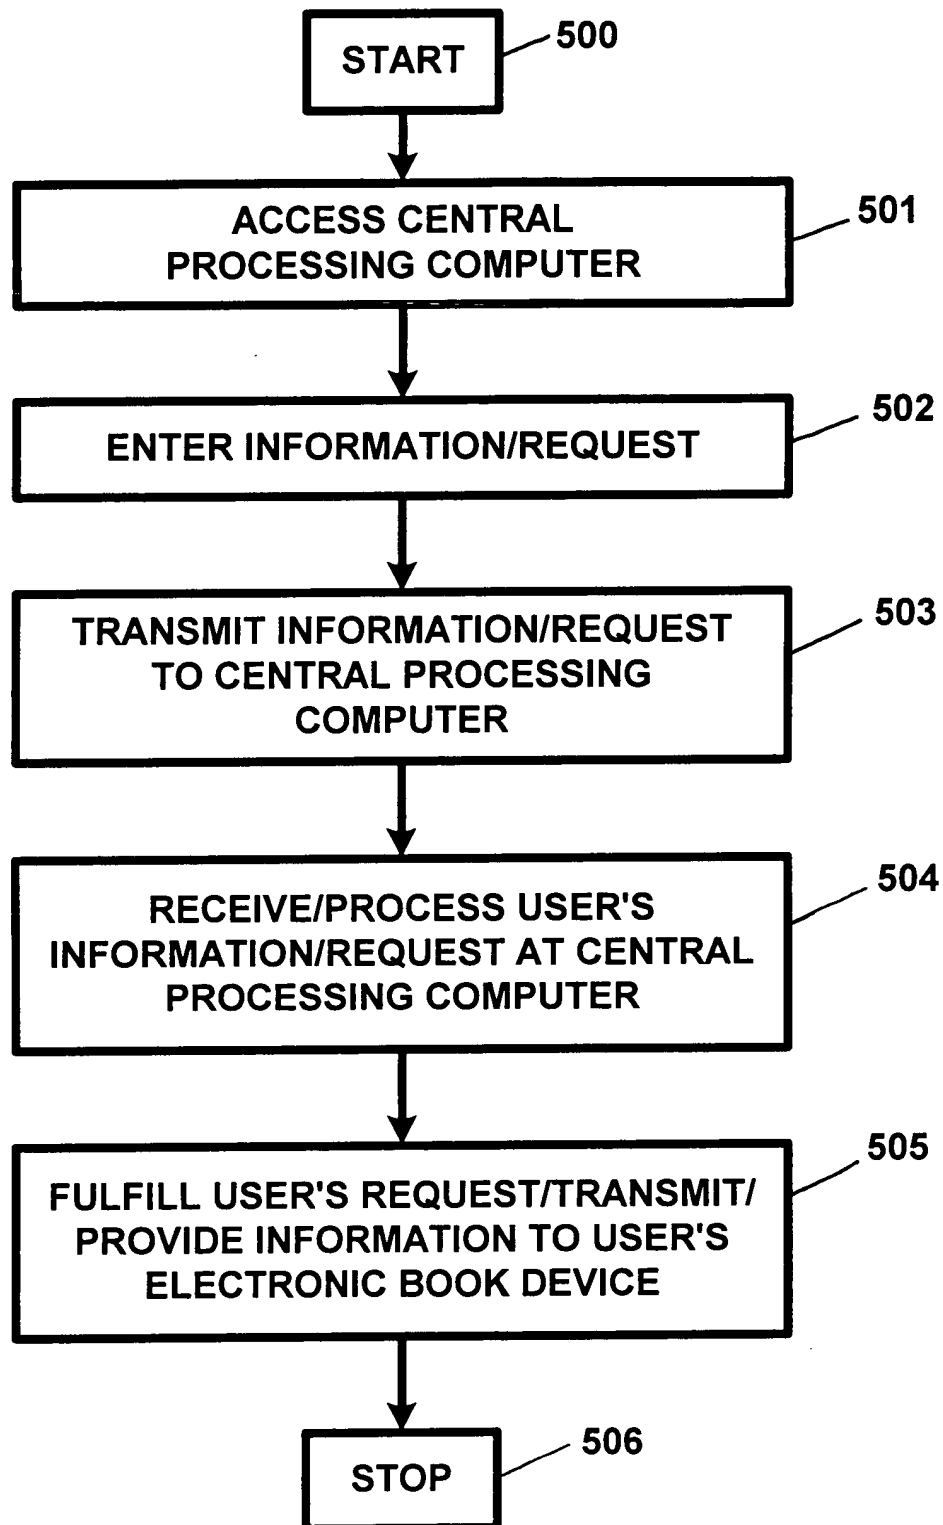 START
500
ACCESS CENTRAL
PROCESSING COMPUTER
501
ENTER INFORMATION/REQUEST
502
TRANSMIT INFORMATION/REQUEST
TO CENTRAL PROCESSING
COMPUTER
503
RECEIVE/PROCESS USER'S
INFORMATION/REQUEST AT CENTRAL
PROCESSING COMPUTER
504
FULFILL USER'S REQUEST/TRANSMIT/
PROVIDE INFORMATION TO USER'S
ELECTRONIC BOOK DEVICE
505
STOP
506